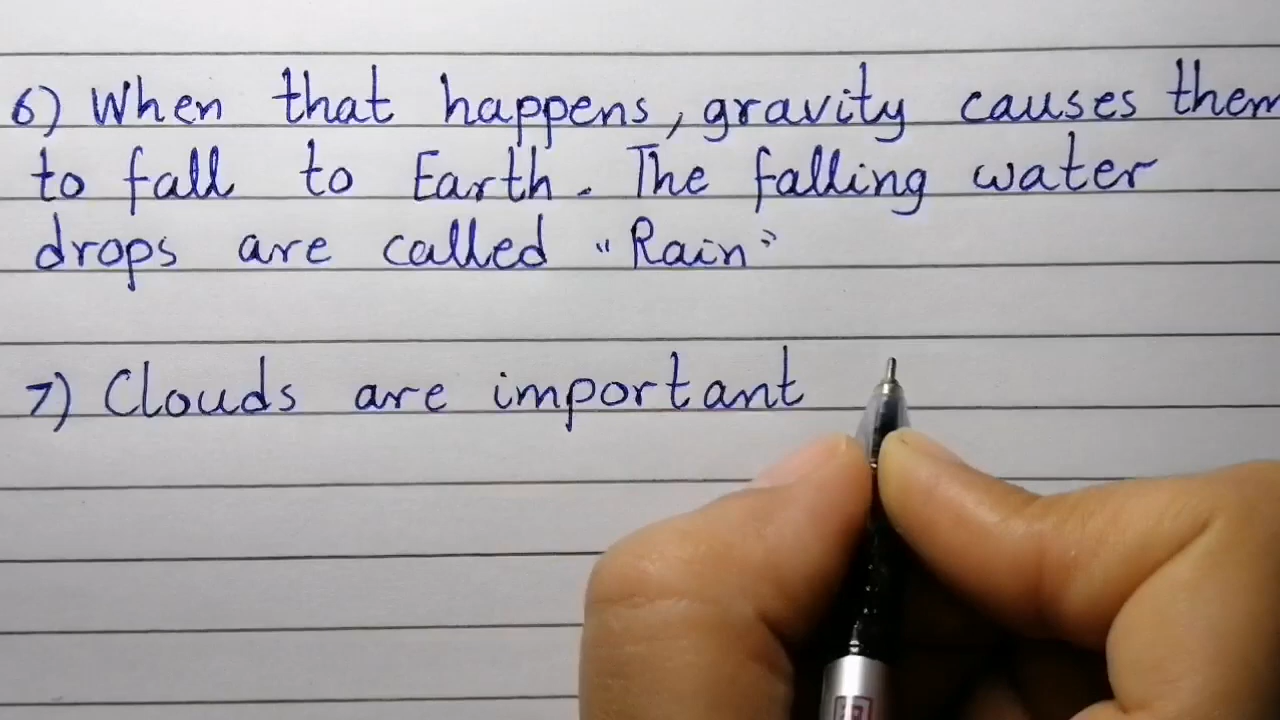 6) When that happens, gravity causes them
to fall to Earth. The falling water
drops are called "Rain"
7) Clouds are important